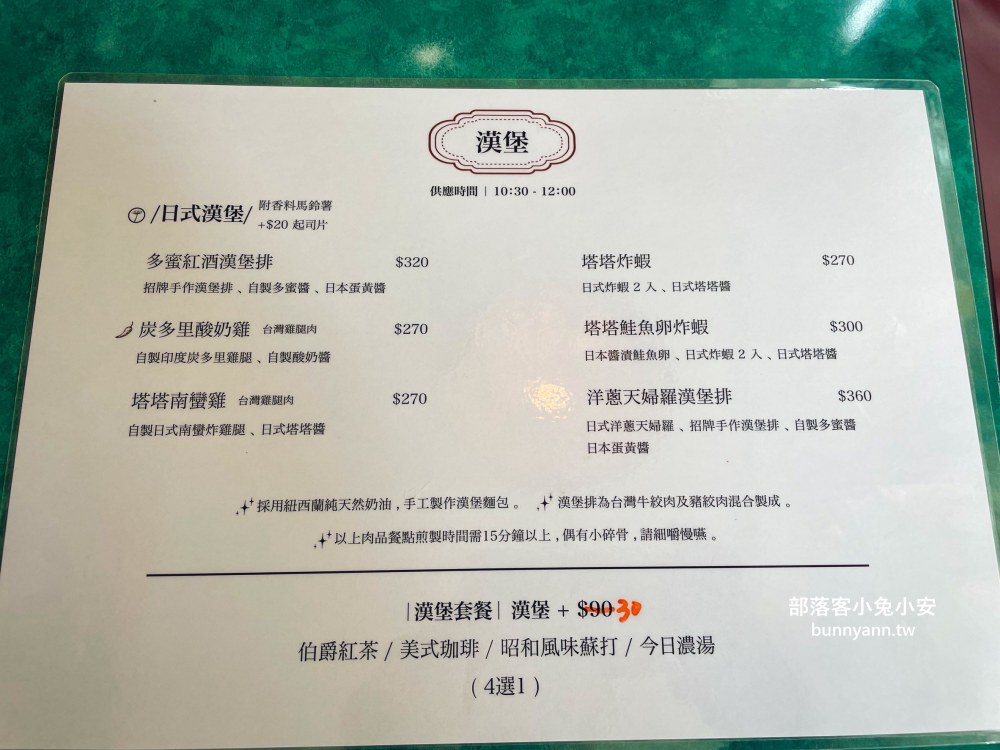 漢堡
供應時間 | 10:30 - 12:00
/日式漢堡/ 附香料馬鈴薯
+$20 起司片
多蜜紅酒漢堡排 $320
招牌手作漢堡排、自製多蜜醬、日本蛋黃醬
炭多里酸奶雞 台灣雞腿肉 $270
自製印度炭多里雞腿、自製酸奶醬
塔塔南蠻雞 台灣雞腿肉 $270
自製日式南蠻炸雞腿、日式塔塔醬
塔塔炸蝦 $270
日式炸蝦 2 入、日式塔塔醬
塔塔鮭魚卵炸蝦 $300
日本醬漬鮭魚卵、日式炸蝦 2 入、日式塔塔醬
洋蔥天婦羅漢堡排 $360
日式洋蔥天婦羅、招牌手作漢堡排、自製多蜜醬
日本蛋黃醬
採用紐西蘭純天然奶油,手工製作漢堡麵包。 漢堡排為台灣牛絞肉及豬絞肉混合製成。
以上肉品餐點煎製時間需15分鐘以上,偶有小碎骨,請細嚼慢嚥。
|漢堡套餐| 漢堡 + $90 30
伯爵紅茶 / 美式珈琲 / 昭和風味蘇打 / 今日濃湯
( 4選1 )
部落客小兔小安
bunnyann.tw